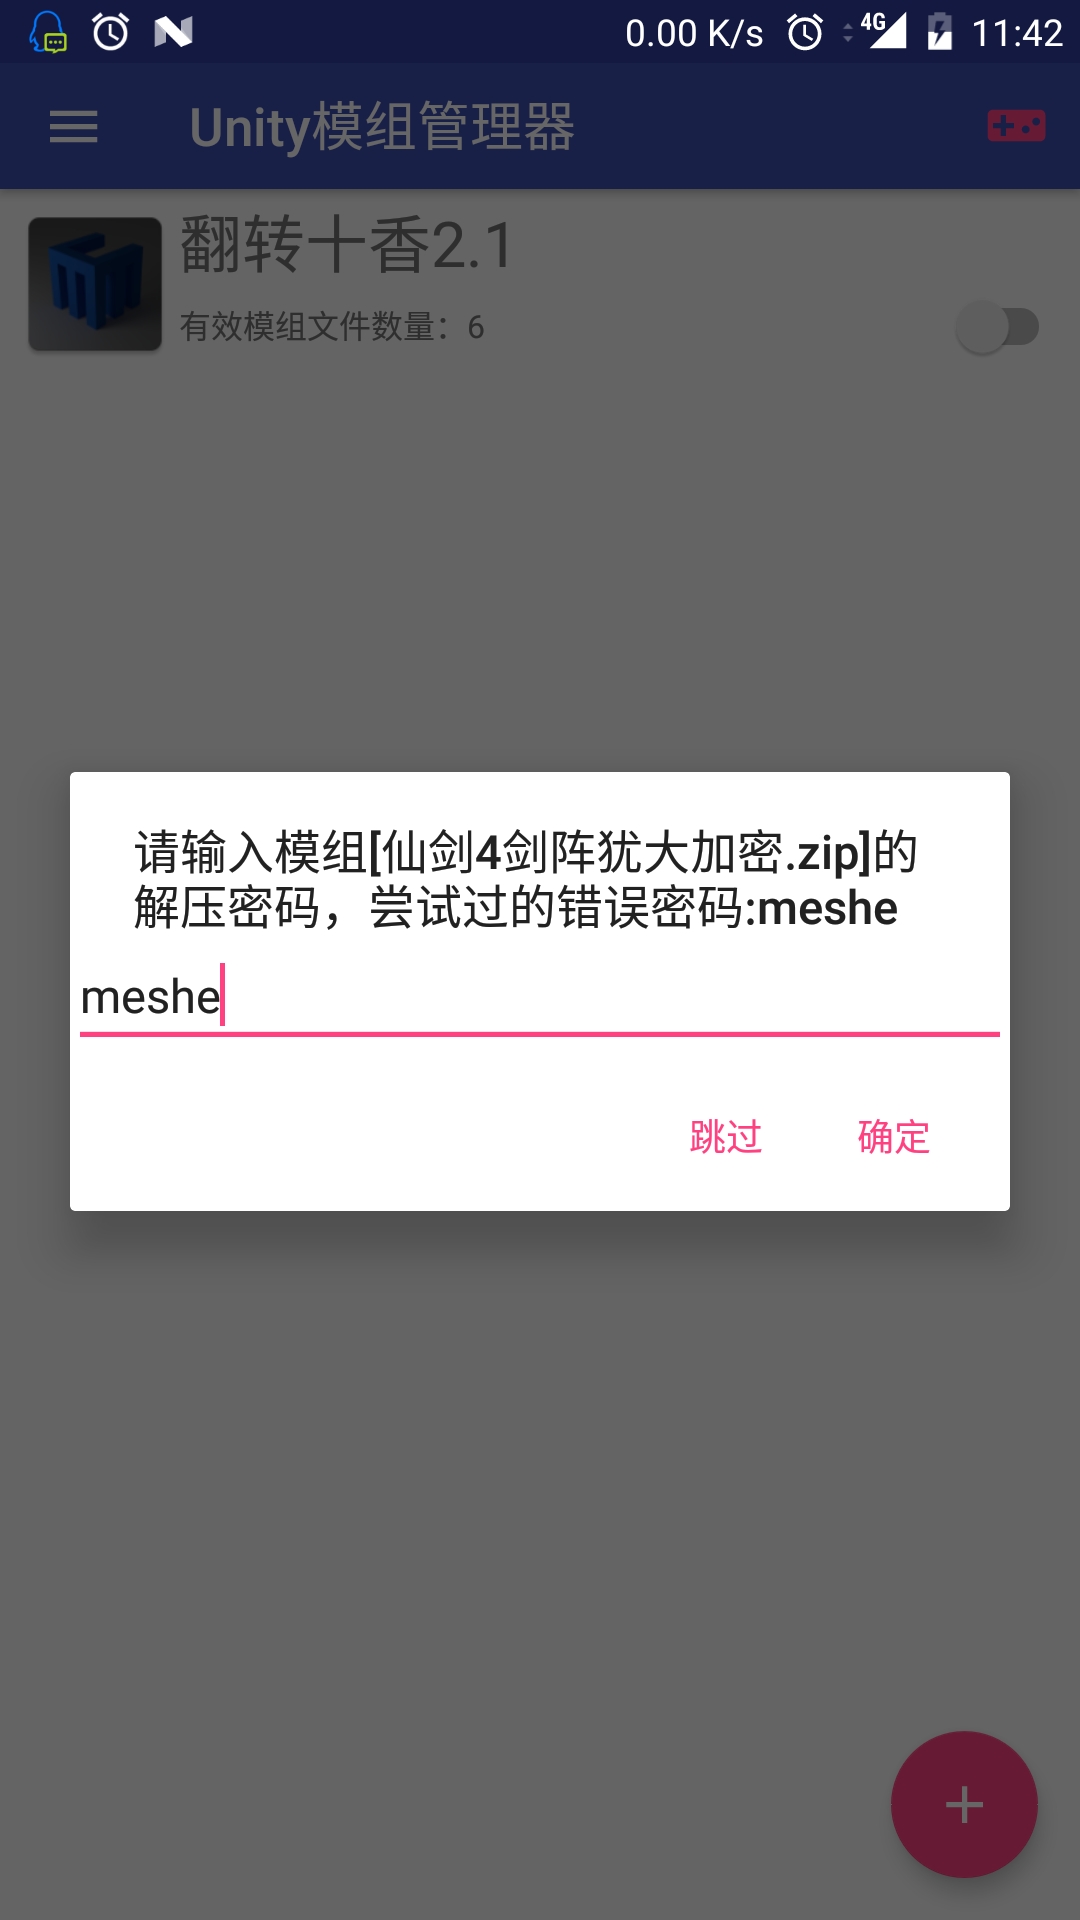 0.00 K/s 4G 11:42
Unity模组管理器
翻转十香2.1
有效模组文件数量：6
请输入模组[仙剑4剑阵犹大加密.zip]的
解压密码，尝试过的错误密码:meshe
meshe
跳过 确定